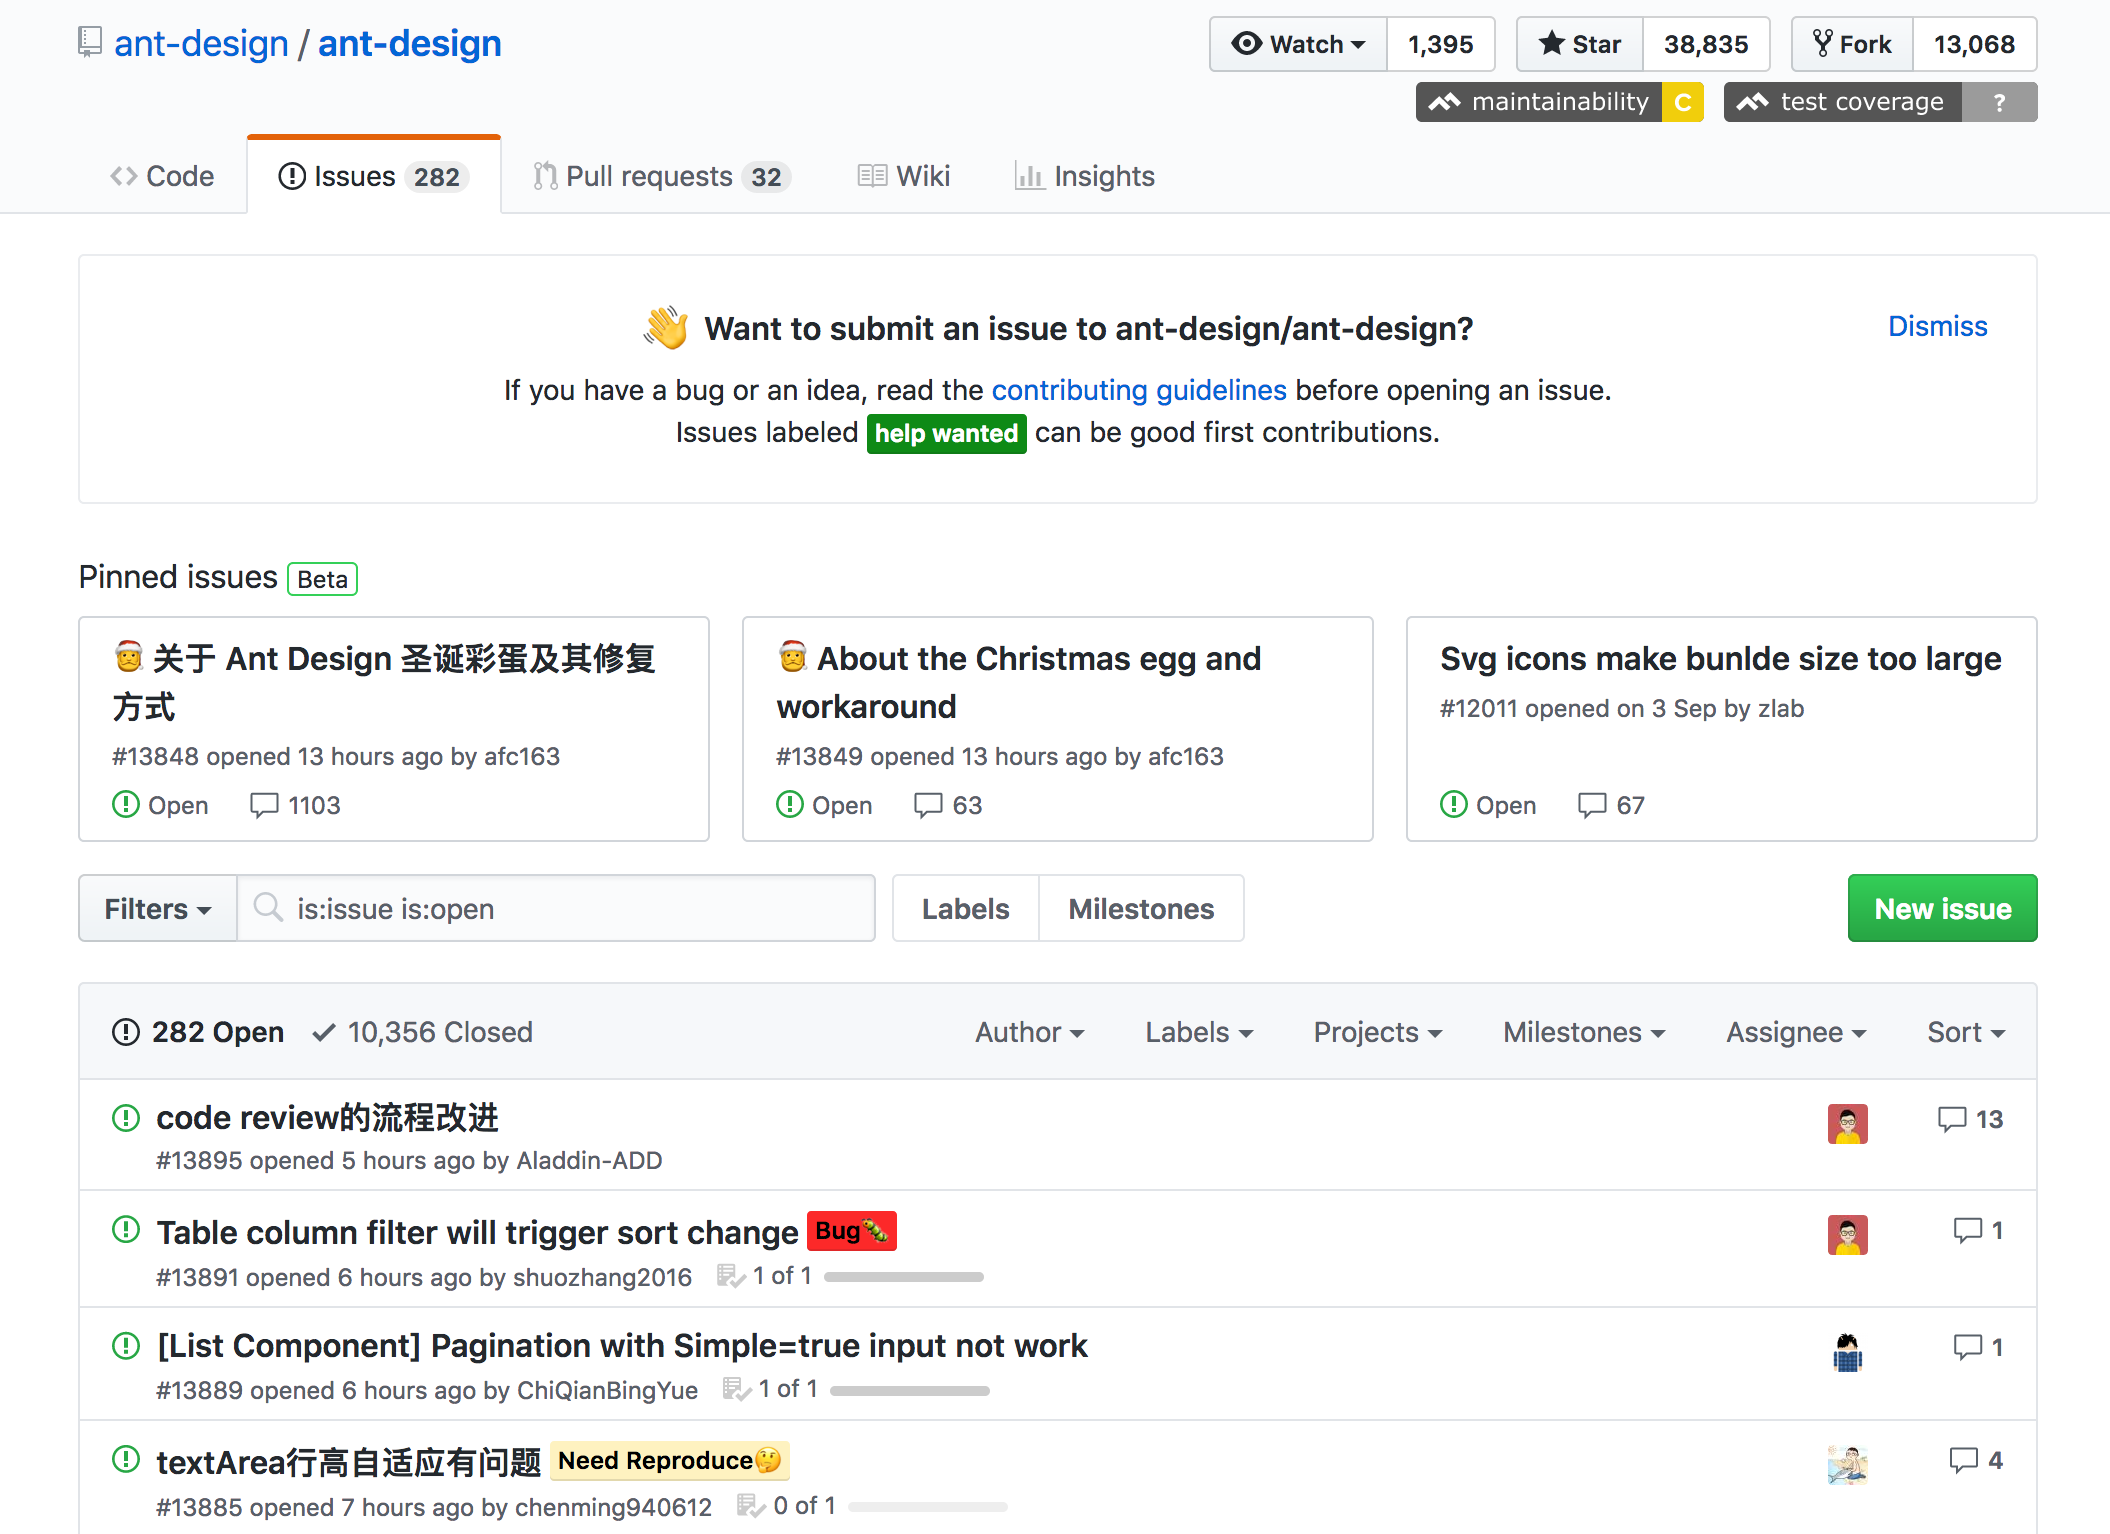 ant-design / ant-design
Watch 1,395 Star 38,835 Fork 13,068
maintainability C test coverage ?
Code Issues 282 Pull requests 32 Wiki Insights
Want to submit an issue to ant-design/ant-design?
Dismiss
If you have a bug or an idea, read the contributing guidelines before opening an issue.
Issues labeled help wanted can be good first contributions.
Pinned issues Beta
关于 Ant Design 圣诞彩蛋及其修复
方式
#13848 opened 13 hours ago by afc163
Open 1103
About the Christmas egg and
workaround
#13849 opened 13 hours ago by afc163
Open 63
Svg icons make bunlde size too large
#12011 opened on 3 Sep by zlab
Open 67
Filters is:issue is:open Labels Milestones New issue
282 Open 10,356 Closed Author Labels Projects Milestones Assignee Sort
code review的流程改进 13
#13895 opened 5 hours ago by Aladdin-ADD
Table column filter will trigger sort change Bug 1
#13891 opened 6 hours ago by shuozhang2016 1 of 1
[List Component] Pagination with Simple=true input not work 1
#13889 opened 6 hours ago by ChiQianBingYue 1 of 1
textArea行高自适应有问题 Need Reproduce 4
#13885 opened 7 hours ago by chenming940612 0 of 1